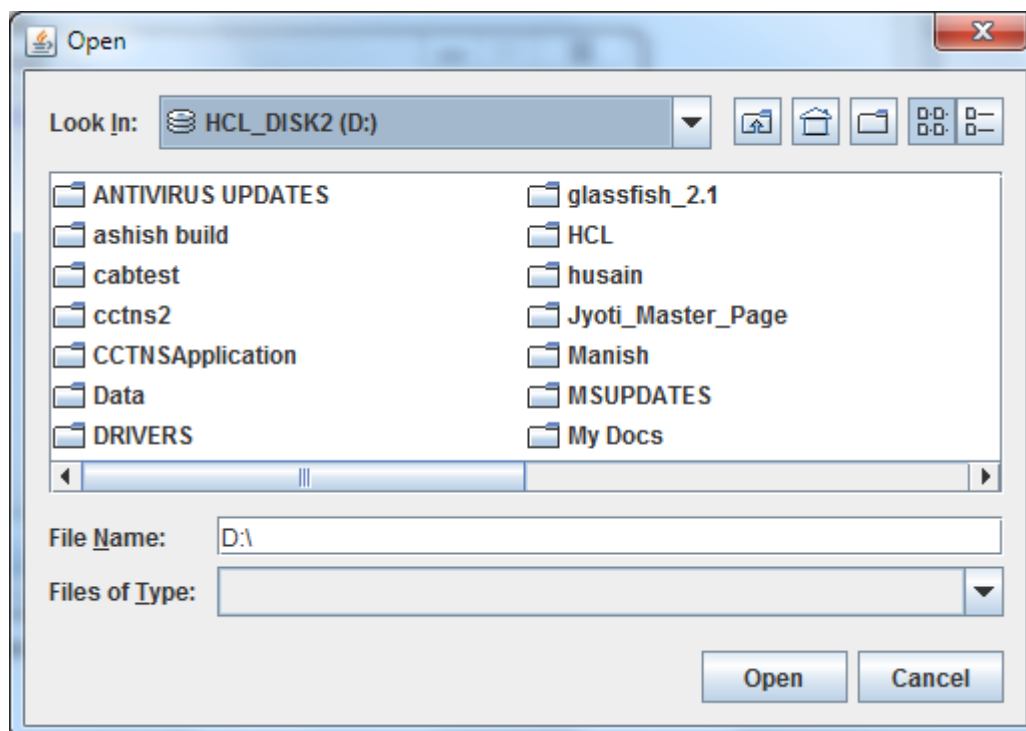 Open
Look In: HCL_DISK2 (D:)
ANTIVIRUS UPDATES
ashish build
cabtest
cctns2
CCTNSApplication
Data
DRIVERS
glassfish_2.1
HCL
husain
Jyoti_Master_Page
Manish
MSUPDATES
My Docs
File Name: D:\
Files of Type:
Open Cancel